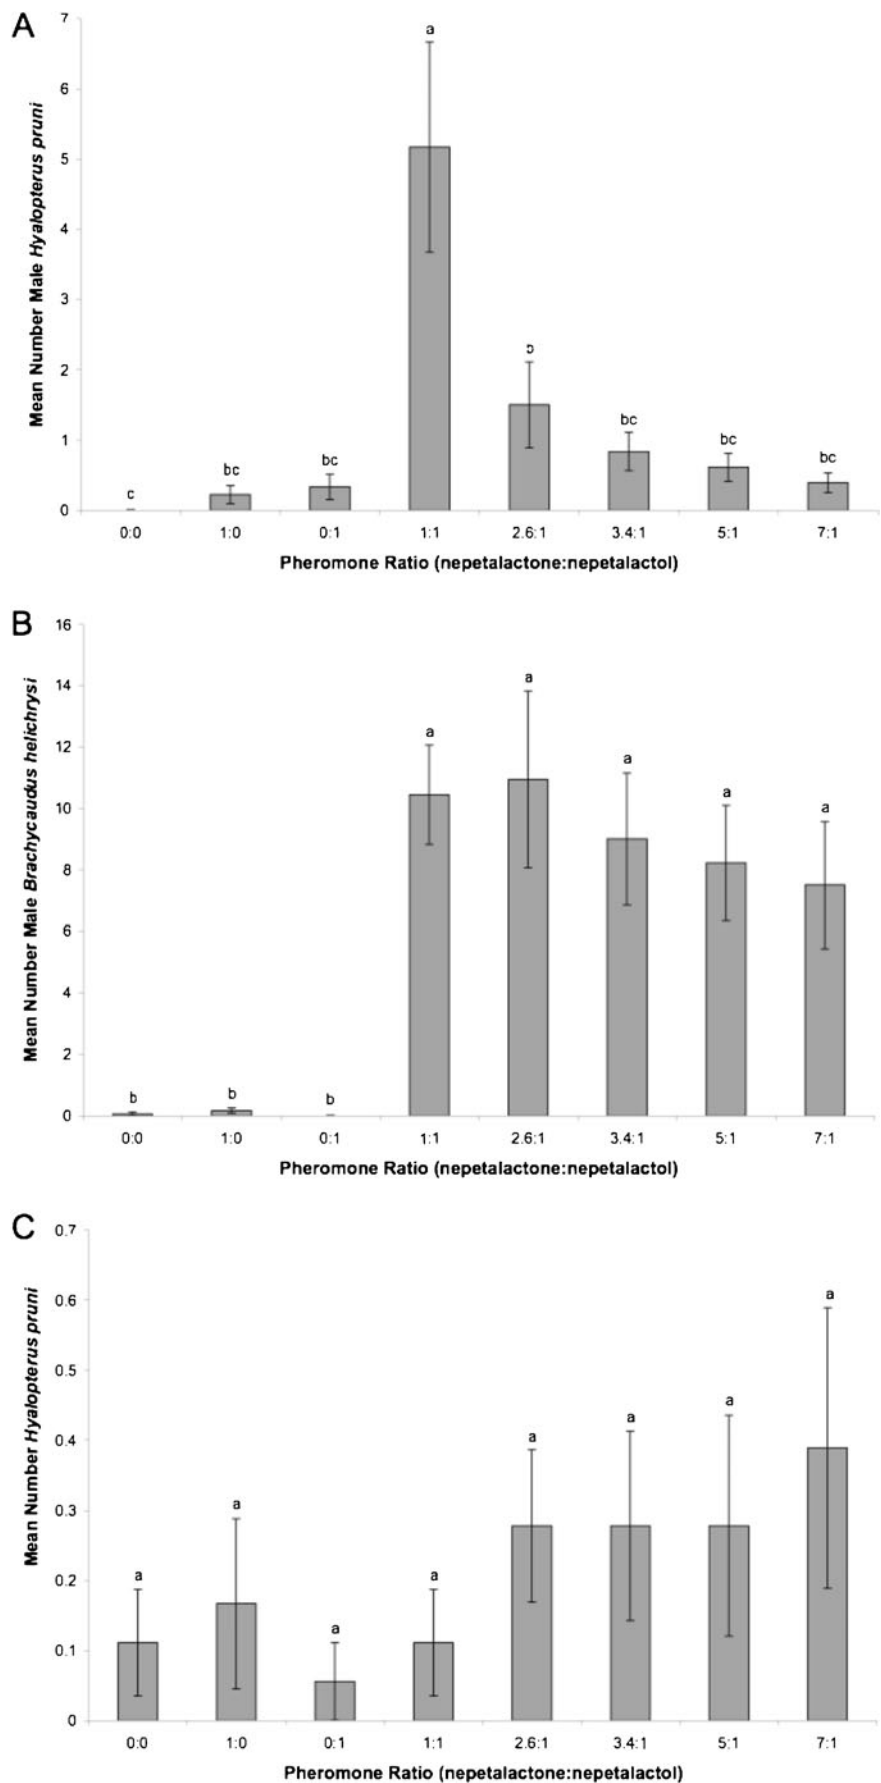 A
7
6
5
4
3
2
1
0
Mean Number Male Hyalopterus pruni
c
bc
bc
a
b
bc
bc
bc
0:0 1:0 0:1 1:1 2.6:1 3.4:1 5:1 7:1
Pheromone Ratio (nepetalactone:nepetalactol)
B
16
14
12
10
8
6
4
2
0
Mean Number Male Brachycaudus helichrysi
b
b
b
a
a
a
a
a
0:0 1:0 0:1 1:1 2.6:1 3.4:1 5:1 7:1
Pheromone Ratio (nepetalactone:nepetalactol)
C
0.7
0.6
0.5
0.4
0.3
0.2
0.1
0
Mean Number Hyalopterus pruni
a
a
a
a
a
a
a
a
0:0 1:0 0:1 1:1 2.6:1 3.4:1 5:1 7:1
Pheromone Ratio (nepetalactone:nepetalactol)